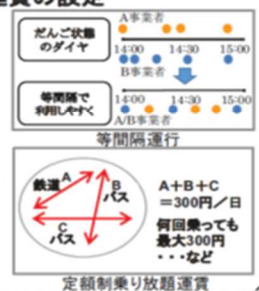 運賃の設定
だんご状態
のダイヤ
A事業者
14:00 14:30 15:00
B事業者
等間隔で
利用しやすく
14:00 14:30 15:00
A/B事業者
等間隔運行
鉄道A
B
バス
C
バス
A+B+C
=300円/日
何回乗っても
最大300円
・・・など
定額制乗り放題運賃